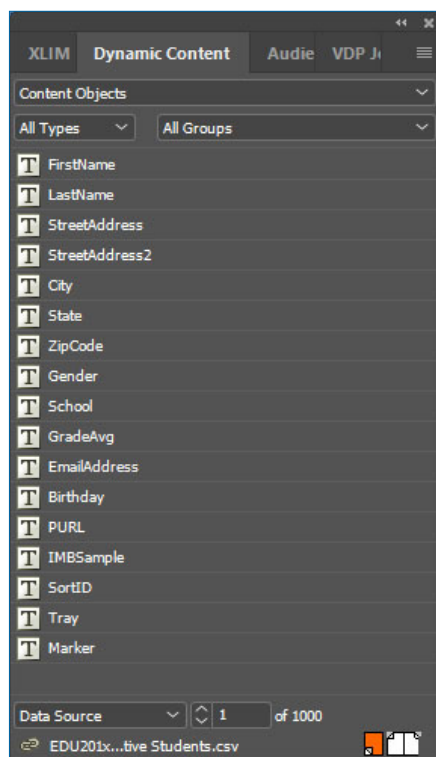 XLIM Dynamic Content Audie VDP Jo
Content Objects
All Types All Groups
T FirstName
T LastName
T StreetAddress
T StreetAddress2
T City
T State
T ZipCode
T Gender
T School
T GradeAvg
T EmailAddress
T Birthday
T PURL
T IMBSample
T SortID
T Tray
T Marker
Data Source 1 of 1000
EDU201x...tive Students.csv